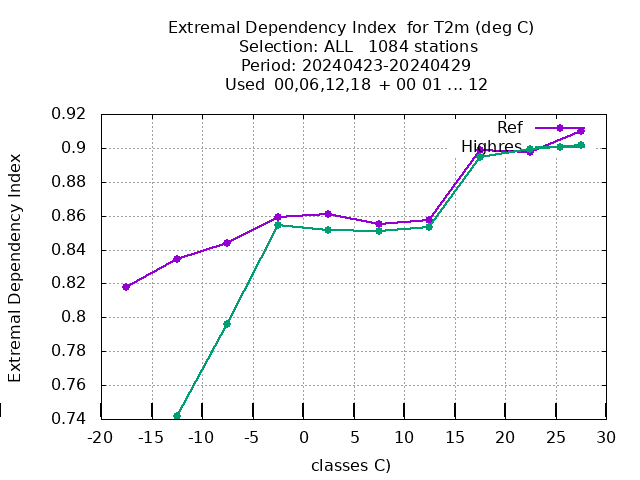 Extremal Dependency Index for T2m (deg C)
Selection: ALL 1084 stations
Period: 20240423-20240429
Used 00,06,12,18 + 00 01 ... 12
Extremal Dependency Index
0.92
0.9
0.88
0.86
0.84
0.82
0.8
0.78
0.76
0.74
Ref
Highres
-20 -15 -10 -5 0 5 10 15 20 25 30
classes C)